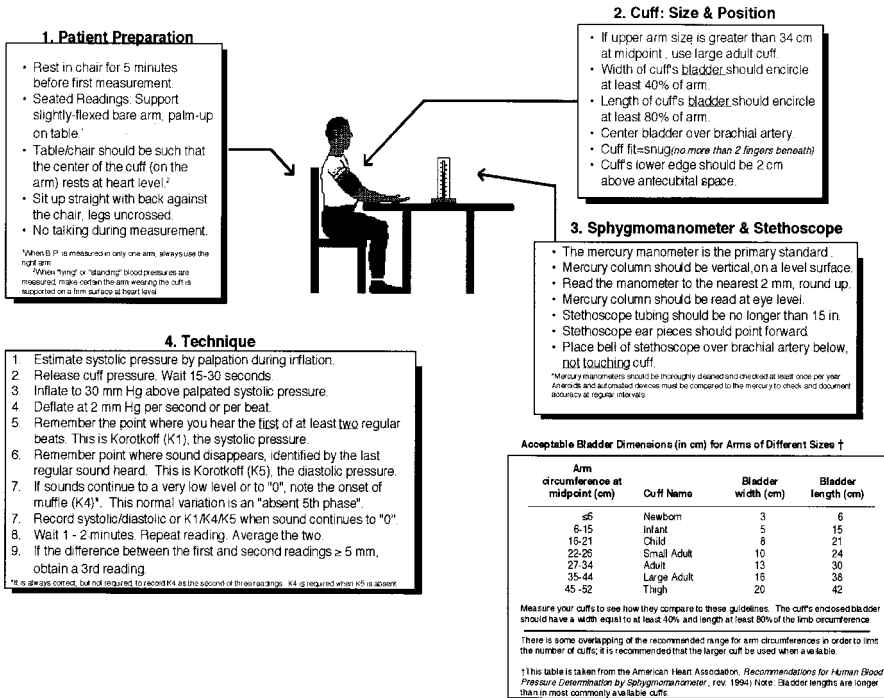 1. Patient Preparation
• Rest in chair for 5 minutes
before first measurement.
• Seated Readings: Support
slightly-flexed bare arm, palm-up
on table.¹
• Table/chair should be such that
the center of the cuff (on the
arm) rests at heart level.²
• Sit up straight with back against
the chair, legs uncrossed.
• No talking during measurement.
¹When B.P. is measured in only one arm, always use the
right arm
²When "lying" or "standing" blood pressures are
measured, make certain the arm wearing the cuff is
supported on a firm surface at heart level
2. Cuff: Size & Position
• If upper arm size is greater than 34 cm
at midpoint, use large adult cuff.
• Width of cuff's bladder should encircle
at least 40% of arm.
• Length of cuff's bladder should encircle
at least 80% of arm.
• Center bladder over brachial artery.
• Cuff fit=snug(no more than 2 fingers beneath)
• Cuff's lower edge should be 2 cm
above antecubital space.
3. Sphygmomanometer & Stethoscope
• The mercury manometer is the primary standard.
• Mercury column should be vertical, on a level surface.
• Read the manometer to the nearest 2 mm, round up.
• Mercury column should be read at eye level.
• Stethoscope tubing should be no longer than 15 in.
• Stethoscope ear pieces should point forward.
• Place bell of stethoscope over brachial artery below,
not touching cuff.
*Mercury manometers should be thoroughly cleaned and checked at least once per year
Aneroids and automated devices must be compared to the mercury to check and document
accuracy at regular intervals
4. Technique
1. Estimate systolic pressure by palpation during inflation.
2. Release cuff pressure. Wait 15-30 seconds.
3. Inflate to 30 mm Hg above palpated systolic pressure.
4. Deflate at 2 mm Hg per second or per beat.
5. Remember the point where you hear the first of at least two regular
beats. This is Korotkoff (K1), the systolic pressure.
6. Remember point where sound disappears, identified by the last
regular sound heard. This is Korotkoff (K5), the diastolic pressure.
7. If sounds continue to a very low level or to "0", note the onset of
muffle (K4)*. This normal variation is an "absent 5th phase".
7. Record systolic/diastolic or K1/K4/K5 when sound continues to "0".
8. Wait 1 - 2 minutes. Repeat reading. Average the two.
9. If the difference between the first and second readings ≥ 5 mm,
obtain a 3rd reading.
*It is always correct, but not required, to record K4 as the second of three readings. K4 is required when K5 is absent
Acceptable Bladder Dimensions (in cm) for Arms of Different Sizes †
Arm circumference at midpoint (cm) Cuff Name Bladder width (cm) Bladder length (cm)
≤6 Newborn 3 6
6-15 Infant 5 15
16-21 Child 8 21
22-26 Small Adult 10 24
27-34 Adult 13 30
35-44 Large Adult 16 38
45 -52 Thigh 20 42
Measure your cuffs to see how they compare to these guidelines. The cuff's enclosed bladder
should have a width equal to at least 40% and length at least 80% of the limb circumference.
There is some overlapping of the recommended range for arm circumferences in order to limit
the number of cuffs; it is recommended that the larger cuff be used when available.
†(This table is taken from the American Heart Association, Recommendations for Human Blood
Pressure Determination by Sphygmomanometer, rev. 1994) Note: Bladder lengths are longer
than in most commonly available cuffs.